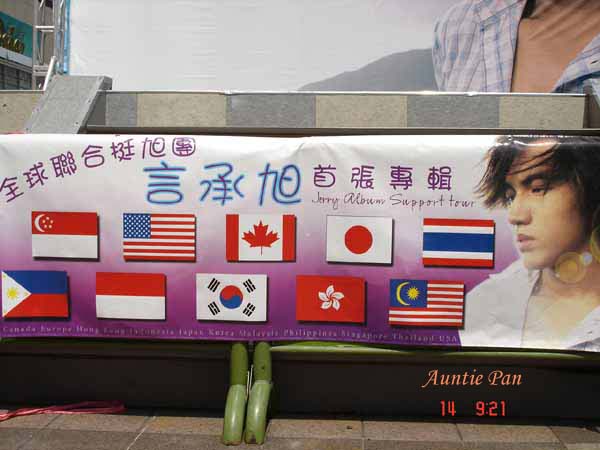 全球聯合挺旭團
言承旭 首張專輯
Jerry Album Support tour
Canada Europe Hong Kong Indonesia Japan Korea Malaysia Philippines Singapore Thailand USA
Auntie Pan
14 9:21